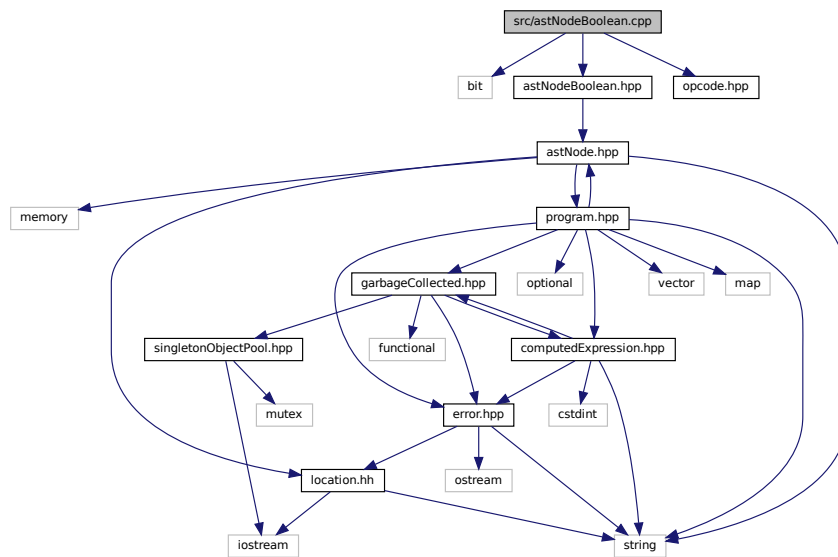 src/astNodeBoolean.cpp
bit
astNodeBoolean.hpp
opcode.hpp
astNode.hpp
memory
program.hpp
garbageCollected.hpp
optional
vector
map
singletonObjectPool.hpp
functional
computedExpression.hpp
mutex
error.hpp
cstdint
location.hh
ostream
iostream
string